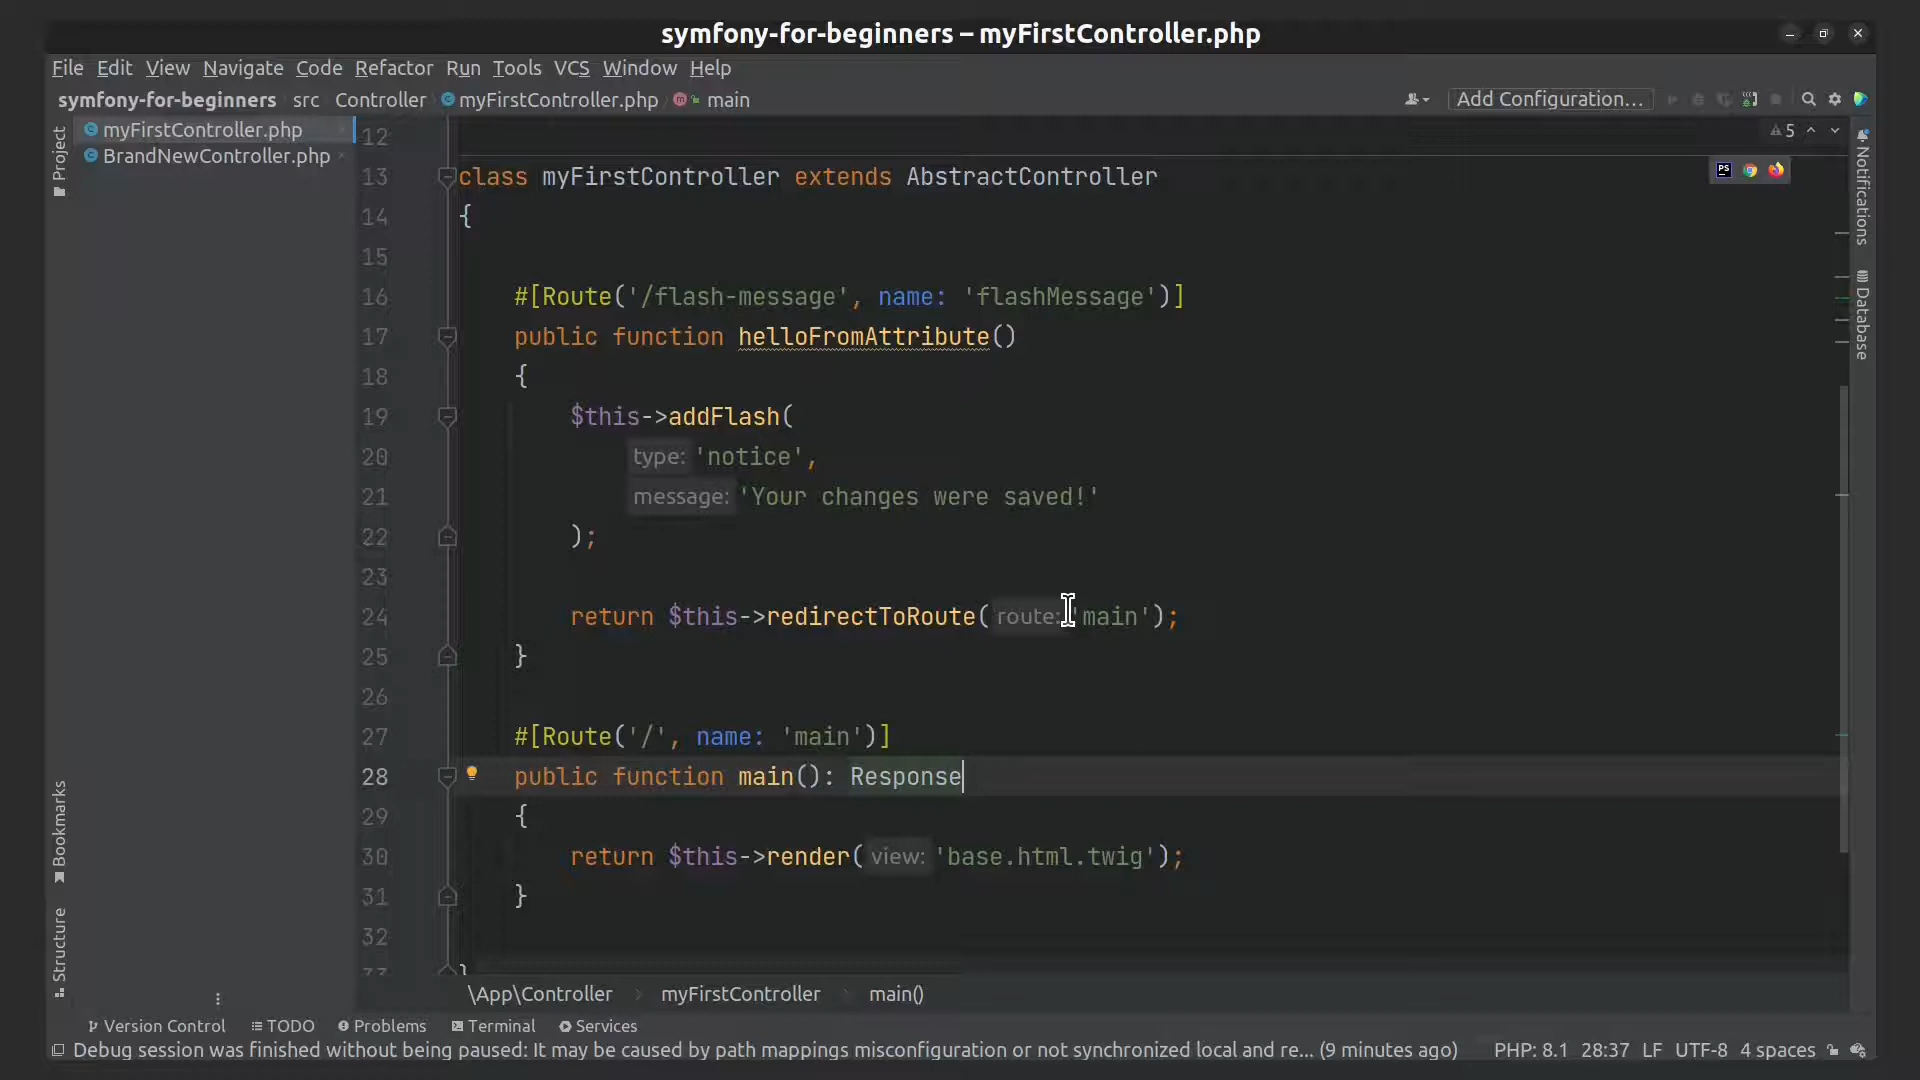 symfony-for-beginners – myFirstController.php
File Edit View Navigate Code Refactor Run Tools VCS Window Help
symfony-for-beginners src Controller myFirstController.php main Add Configuration...
Project
myFirstController.php
BrandNewController.php
5
Notifications
Database
12
13 class myFirstController extends AbstractController
14 {
15
16 #[Route('/flash-message', name: 'flashMessage')]
17 public function helloFromAttribute()
18 {
19 $this->addFlash(
20 type: 'notice',
21 message: 'Your changes were saved!'
22 );
23
24 return $this->redirectToRoute( route: 'main');
25 }
26
27 #[Route('/', name: 'main')]
28 public function main(): Response
29 {
30 return $this->render( view: 'base.html.twig');
31 }
32
33 }
Bookmarks
Structure
\App\Controller myFirstController main()
Version Control TODO Problems Terminal Services
Debug session was finished without being paused: It may be caused by path mappings misconfiguration or not synchronized local and re... (9 minutes ago) PHP: 8.1 28:37 LF UTF-8 4 spaces